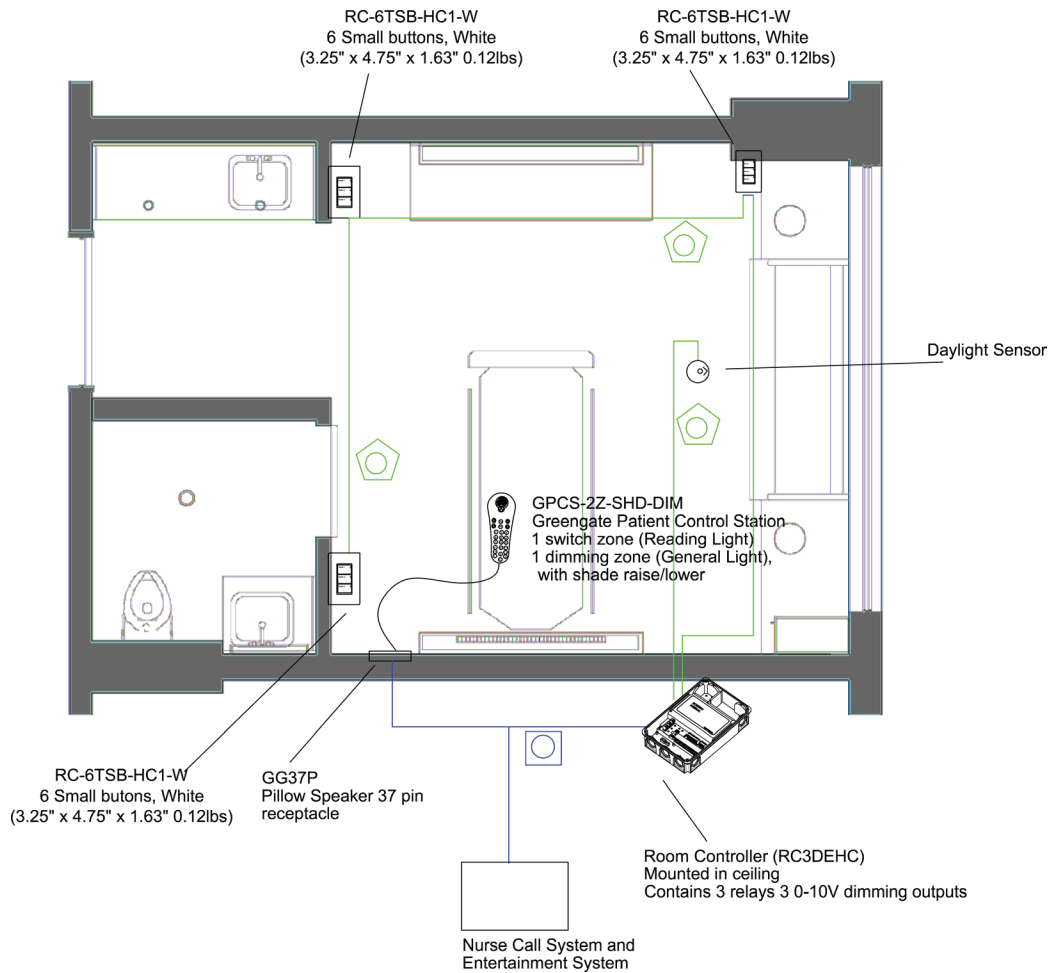 RC-6TSB-HC1-W
6 Small buttons, White
(3.25" x 4.75" x 1.63" 0.12lbs)
RC-6TSB-HC1-W
6 Small buttons, White
(3.25" x 4.75" x 1.63" 0.12lbs)
Daylight Sensor
GPCS-2Z-SHD-DIM
Greengate Patient Control Station
1 switch zone (Reading Light)
1 dimming zone (General Light),
with shade raise/lower
RC-6TSB-HC1-W
6 Small butons, White
(3.25" x 4.75" x 1.63" 0.12lbs)
GG37P
Pillow Speaker 37 pin
receptacle
Room Controller (RC3DEHC)
Mounted in ceiling
Contains 3 relays 3 0-10V dimming outputs
Nurse Call System and
Entertainment System